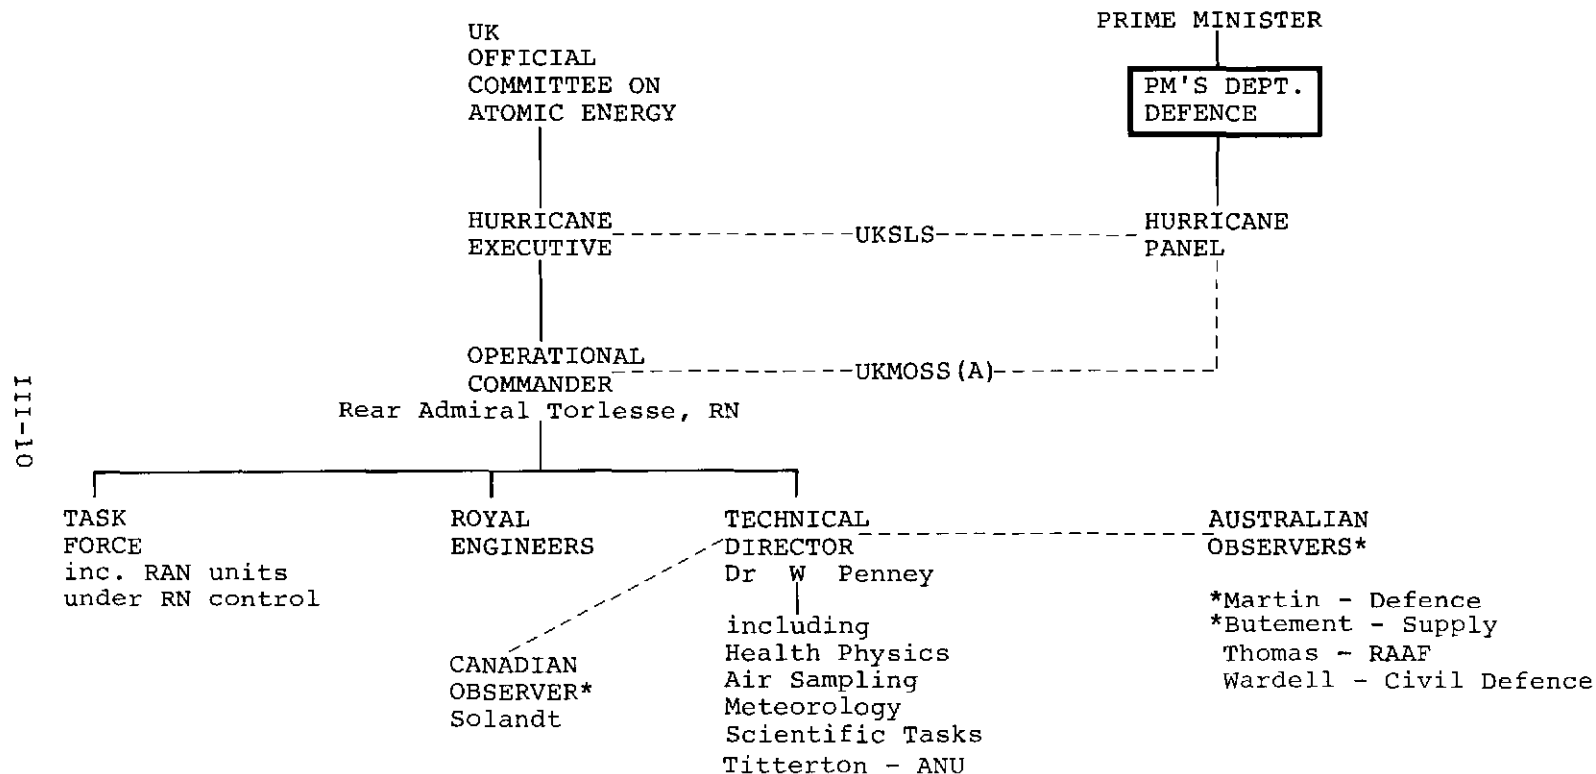 UK
OFFICIAL
COMMITTEE ON
ATOMIC ENERGY
PRIME MINISTER
PM'S DEPT.
DEFENCE
HURRICANE
EXECUTIVE
UKSLS
HURRICANE
PANEL
OPERATIONAL
COMMANDER
Rear Admiral Torlesse, RN
UKMOSS(A)
III-10
TASK
FORCE
inc. RAN units
under RN control
ROYAL
ENGINEERS
TECHNICAL
DIRECTOR
Dr W Penney
including
Health Physics
Air Sampling
Meteorology
Scientific Tasks
Titterton - ANU
CANADIAN
OBSERVER*
Solandt
AUSTRALIAN
OBSERVERS*
*Martin - Defence
*Butement - Supply
Thomas - RAAF
Wardell - Civil Defence